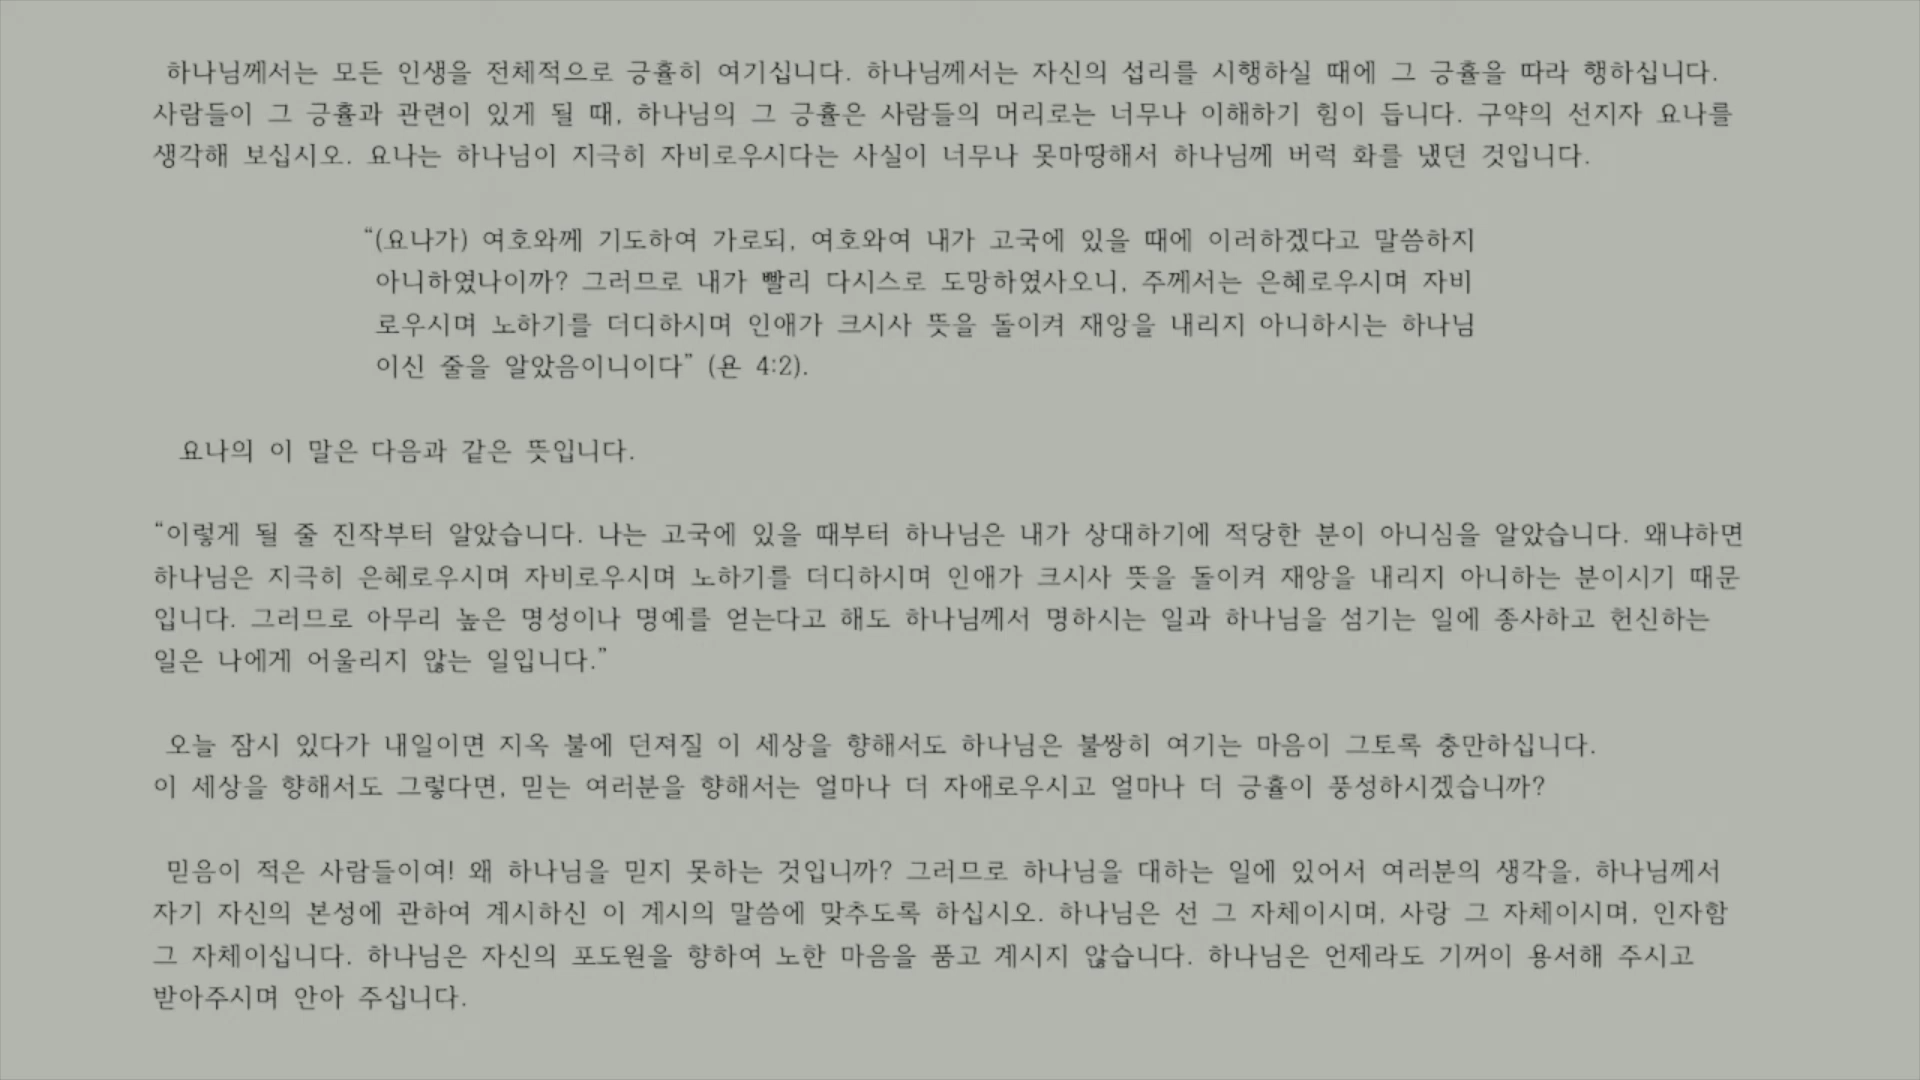 하나님께서는 모든 인생을 전체적으로 긍휼히 여기십니다. 하나님께서는 자신의 섭리를 시행하실 때에 그 긍휼을 따라 행하십니다.
사람들이 그 긍휼과 관련이 있게 될 때, 하나님의 그 긍휼은 사람들의 머리로는 너무나 이해하기 힘이 듭니다. 구약의 선지자 요나를
생각해 보십시오. 요나는 하나님이 지극히 자비로우시다는 사실이 너무나 못마땅해서 하나님께 버럭 화를 냈던 것입니다.
“(요나가) 여호와께 기도하여 가로되, 여호와여 내가 고국에 있을 때에 이러하겠다고 말씀하지
아니하였나이까? 그러므로 내가 빨리 다시스로 도망하였사오니, 주께서는 은혜로우시며 자비
로우시며 노하기를 더디하시며 인애가 크시사 뜻을 돌이켜 재앙을 내리지 아니하시는 하나님
이신 줄을 알았음이니이다” (욘 4:2).
요나의 이 말은 다음과 같은 뜻입니다.
“이렇게 될 줄 진작부터 알았습니다. 나는 고국에 있을 때부터 하나님은 내가 상대하기에 적당한 분이 아니심을 알았습니다. 왜냐하면
하나님은 지극히 은혜로우시며 자비로우시며 노하기를 더디하시며 인애가 크시사 뜻을 돌이켜 재앙을 내리지 아니하는 분이시기 때문
입니다. 그러므로 아무리 높은 명성이나 명예를 얻는다고 해도 하나님께서 명하시는 일과 하나님을 섬기는 일에 종사하고 헌신하는
일은 나에게 어울리지 않는 일입니다.”
오늘 잠시 있다가 내일이면 지옥 불에 던져질 이 세상을 향해서도 하나님은 불쌍히 여기는 마음이 그토록 충만하십니다.
이 세상을 향해서도 그렇다면, 믿는 여러분을 향해서는 얼마나 더 자애로우시고 얼마나 더 긍휼이 풍성하시겠습니까?
믿음이 적은 사람들이여! 왜 하나님을 믿지 못하는 것입니까? 그러므로 하나님을 대하는 일에 있어서 여러분의 생각을, 하나님께서
자기 자신의 본성에 관하여 계시하신 이 계시의 말씀에 맞추도록 하십시오. 하나님은 선 그 자체이시며, 사랑 그 자체이시며, 인자함
그 자체이십니다. 하나님은 자신의 포도원을 향하여 노한 마음을 품고 계시지 않습니다. 하나님은 언제라도 기꺼이 용서해 주시고
받아주시며 안아 주십니다.